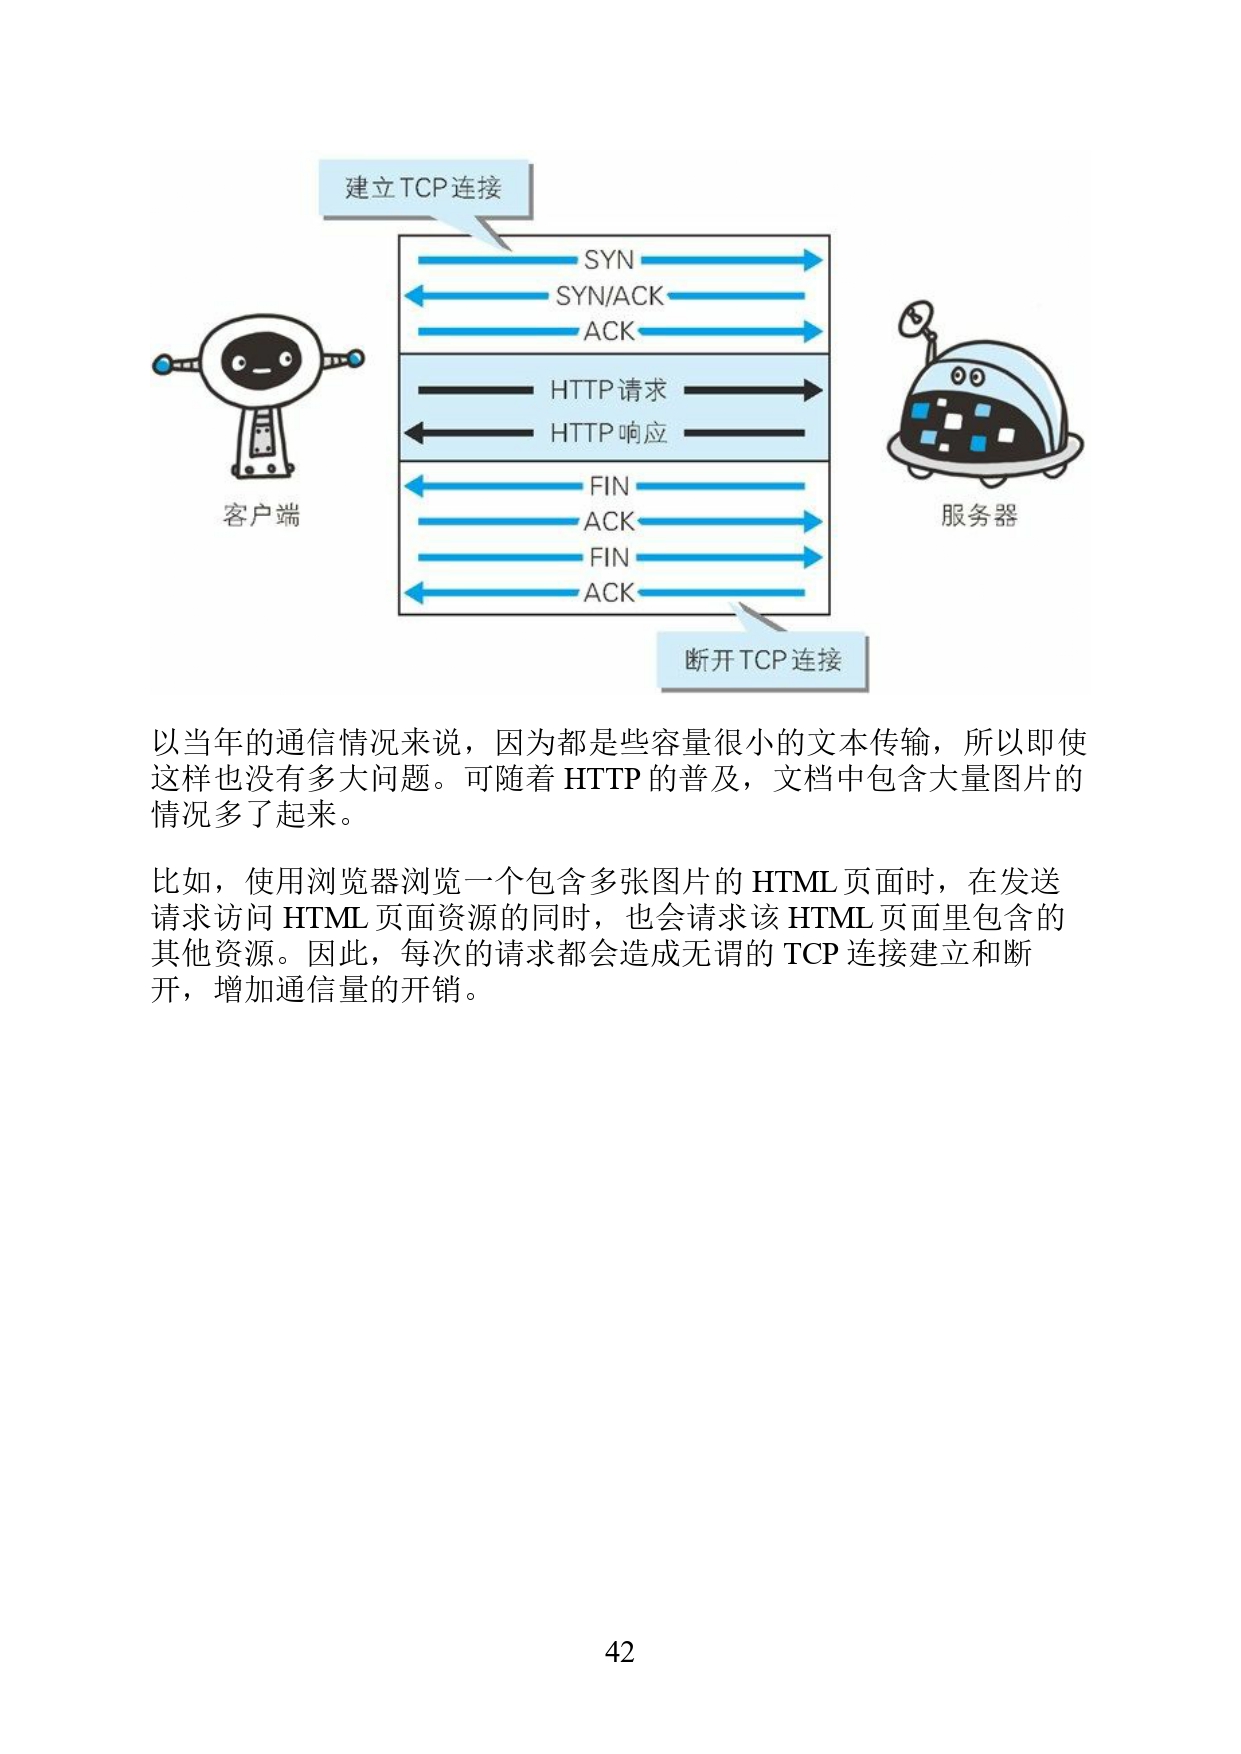 建立TCP连接
SYN
SYN/ACK
ACK
HTTP请求
HTTP响应
FIN
ACK
FIN
ACK
客户端
服务器
断开TCP连接
以当年的通信情况来说，因为都是些容量很小的文本传输，所以即使
这样也没有多大问题。可随着 HTTP 的普及，文档中包含大量图片的
情况多了起来。
比如，使用浏览器浏览一个包含多张图片的 HTML 页面时，在发送
请求访问 HTML 页面资源的同时，也会请求该 HTML 页面里包含的
其他资源。因此，每次的请求都会造成无谓的 TCP 连接建立和断
开，增加通信量的开销。
42